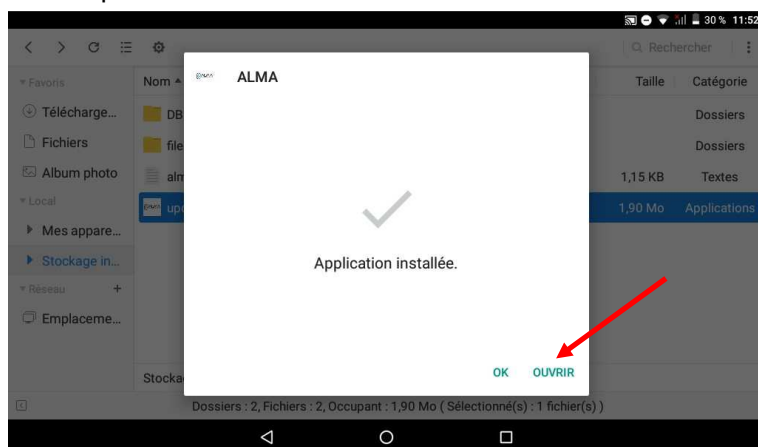 30 % 11:52
Rechercher
ALMA
Favoris
Nom
Taille
Catégorie
Télécharge...
DB
Dossiers
Fichiers
file
Dossiers
Album photo
alm
1,15 KB
Textes
Local
upd
1,90 Mo
Applications
Mes appare...
Stockage in...
Application installée.
Réseau +
Emplaceme...
OK
OUVRIR
Stocka
Dossiers : 2, Fichiers : 2, Occupant : 1,90 Mo ( Sélectionné(s) : 1 fichier(s) )